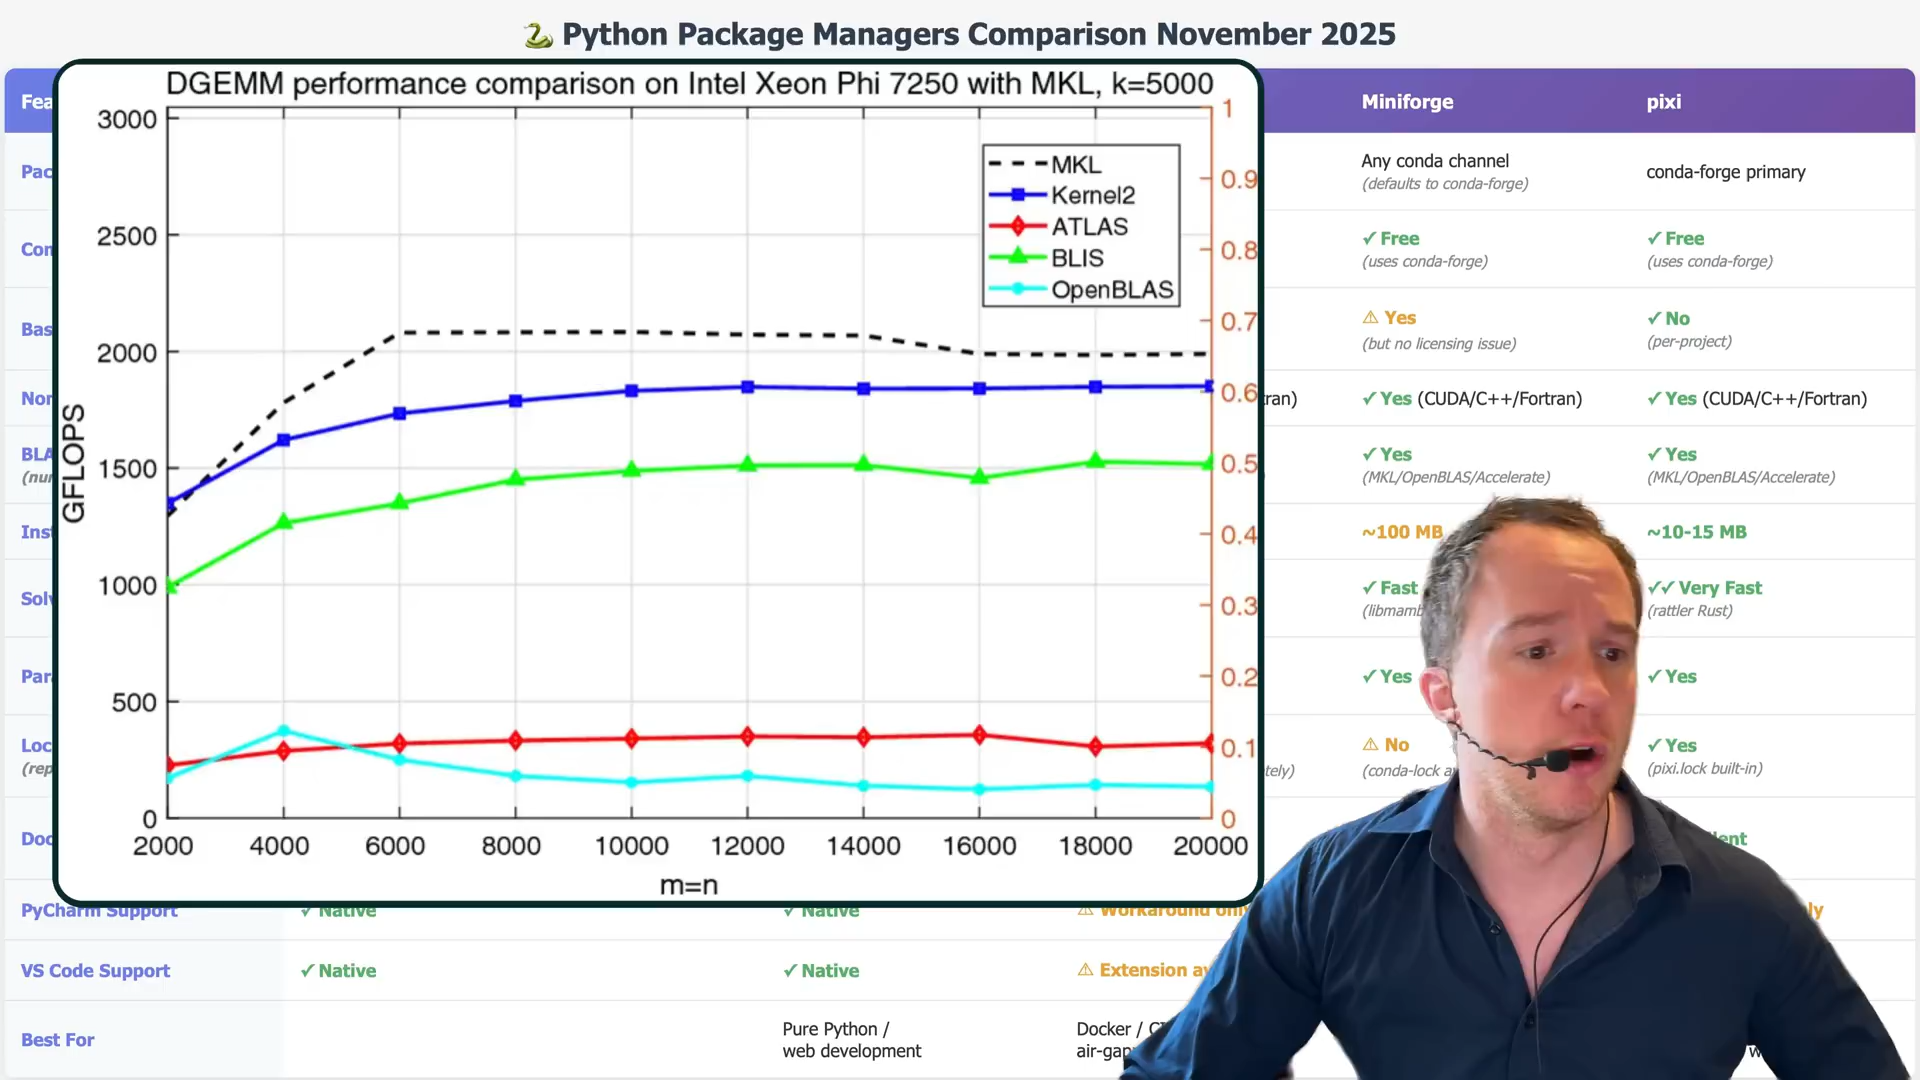 🐍 Python Package Managers Comparison November 2025
DGEMM performance comparison on Intel Xeon Phi 7250 with MKL, k=5000
3000
2500
2000
1500
1000
500
0
GFLOPS
MKL
Kernel2
ATLAS
BLIS
OpenBLAS
1
0.9
0.8
0.7
0.6
0.5
0.4
0.3
0.2
0.1
0
2000 4000 6000 8000 10000 12000 14000 16000 18000 20000
m=n
Miniforge pixi
Any conda channel
(defaults to conda-forge)
conda-forge primary
✓ Free
(uses conda-forge)
✓ Free
(uses conda-forge)
⚠ Yes
(but no licensing issue)
✓ No
(per-project)
✓ Yes (CUDA/C++/Fortran)
✓ Yes (CUDA/C++/Fortran)
✓ Yes
(MKL/OpenBLAS/Accelerate)
✓ Yes
(MKL/OpenBLAS/Accelerate)
~100 MB
~10-15 MB
✓ Fast
✓✓ Very Fast
(rattler Rust)
✓ Yes
✓ Yes
⚠ No
(conda-lock
✓ Yes
(pixi.lock built-in)
PyCharm Support ✓ Native ✓ Native ⚠ Workaround only
VS Code Support ✓ Native ✓ Native ⚠ Extension
Best For
Pure Python /
web development
Docker /